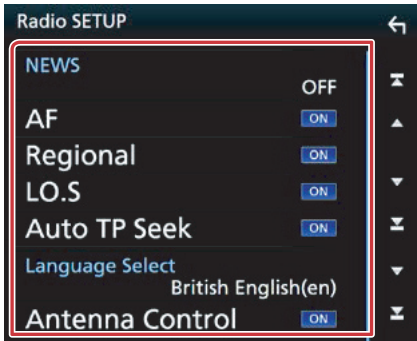 Radio SETUP
NEWS
OFF
AF ON
Regional ON
LO.S ON
Auto TP Seek ON
Language Select
British English(en)
Antenna Control ON